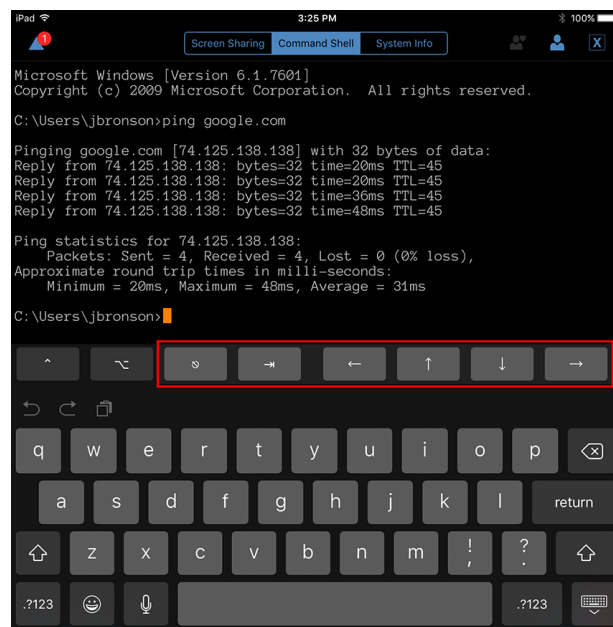 iPad 3:25 PM 100%
1 Screen Sharing Command Shell System Info X
Microsoft Windows [Version 6.1.7601]
Copyright (c) 2009 Microsoft Corporation. All rights reserved.
C:\Users\jbronson>ping google.com
Pinging google.com [74.125.138.138] with 32 bytes of data:
Reply from 74.125.138.138: bytes=32 time=20ms TTL=45
Reply from 74.125.138.138: bytes=32 time=20ms TTL=45
Reply from 74.125.138.138: bytes=32 time=36ms TTL=45
Reply from 74.125.138.138: bytes=32 time=48ms TTL=45
Ping statistics for 74.125.138.138:
Packets: Sent = 4, Received = 4, Lost = 0 (0% loss),
Approximate round trip times in milli-seconds:
Minimum = 20ms, Maximum = 48ms, Average = 31ms
C:\Users\jbronson>
^ ⌥ ⎋ ⇥ ← ↑ ↓ →
q w e r t y u i o p
a s d f g h j k l return
z x c v b n m ! , ? .
.?123 .?123